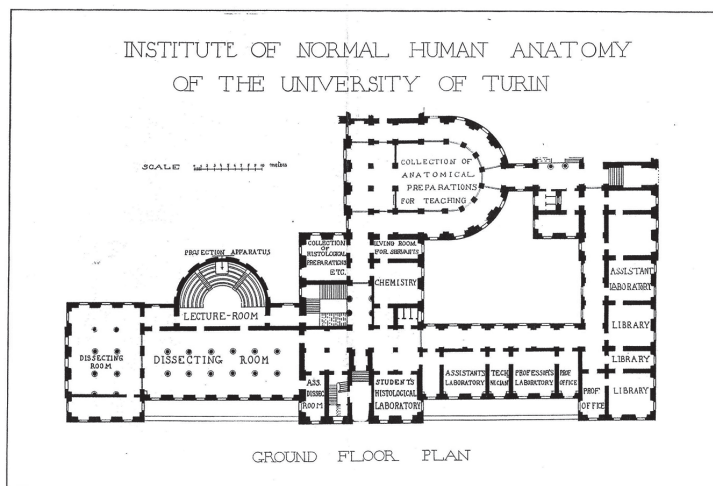 INSTITUTE OF NORMAL HUMAN ANATOMY
OF THE UNIVERSITY OF TURIN
SCALE
METERS
COLLECTION OF
ANATOMICAL
PREPARATIONS
FOR TEACHING
PROJECTION APPARATUS
COLLECTION
OF
HISTOLOGICAL
PREPARATIONS
ETC.
LIVING ROOM
FOR SERVANTS
CHEMISTRY
LECTURE-ROOM
ASSISTANT
LABORATORY
LIBRARY
LIBRARY
LIBRARY
DISSECTING
ROOM
DISSECTING ROOM
ASS.
DISSEC.
ROOM
STUDENT'S
HISTOLOGICAL
LABORATORY
ASSISTANT'S
LABORATORY
TECH
NICIAN
PROFESSOR'S
LABORATORY
PROF
OFFICE
PROF
OFFICE
GROUND FLOOR PLAN